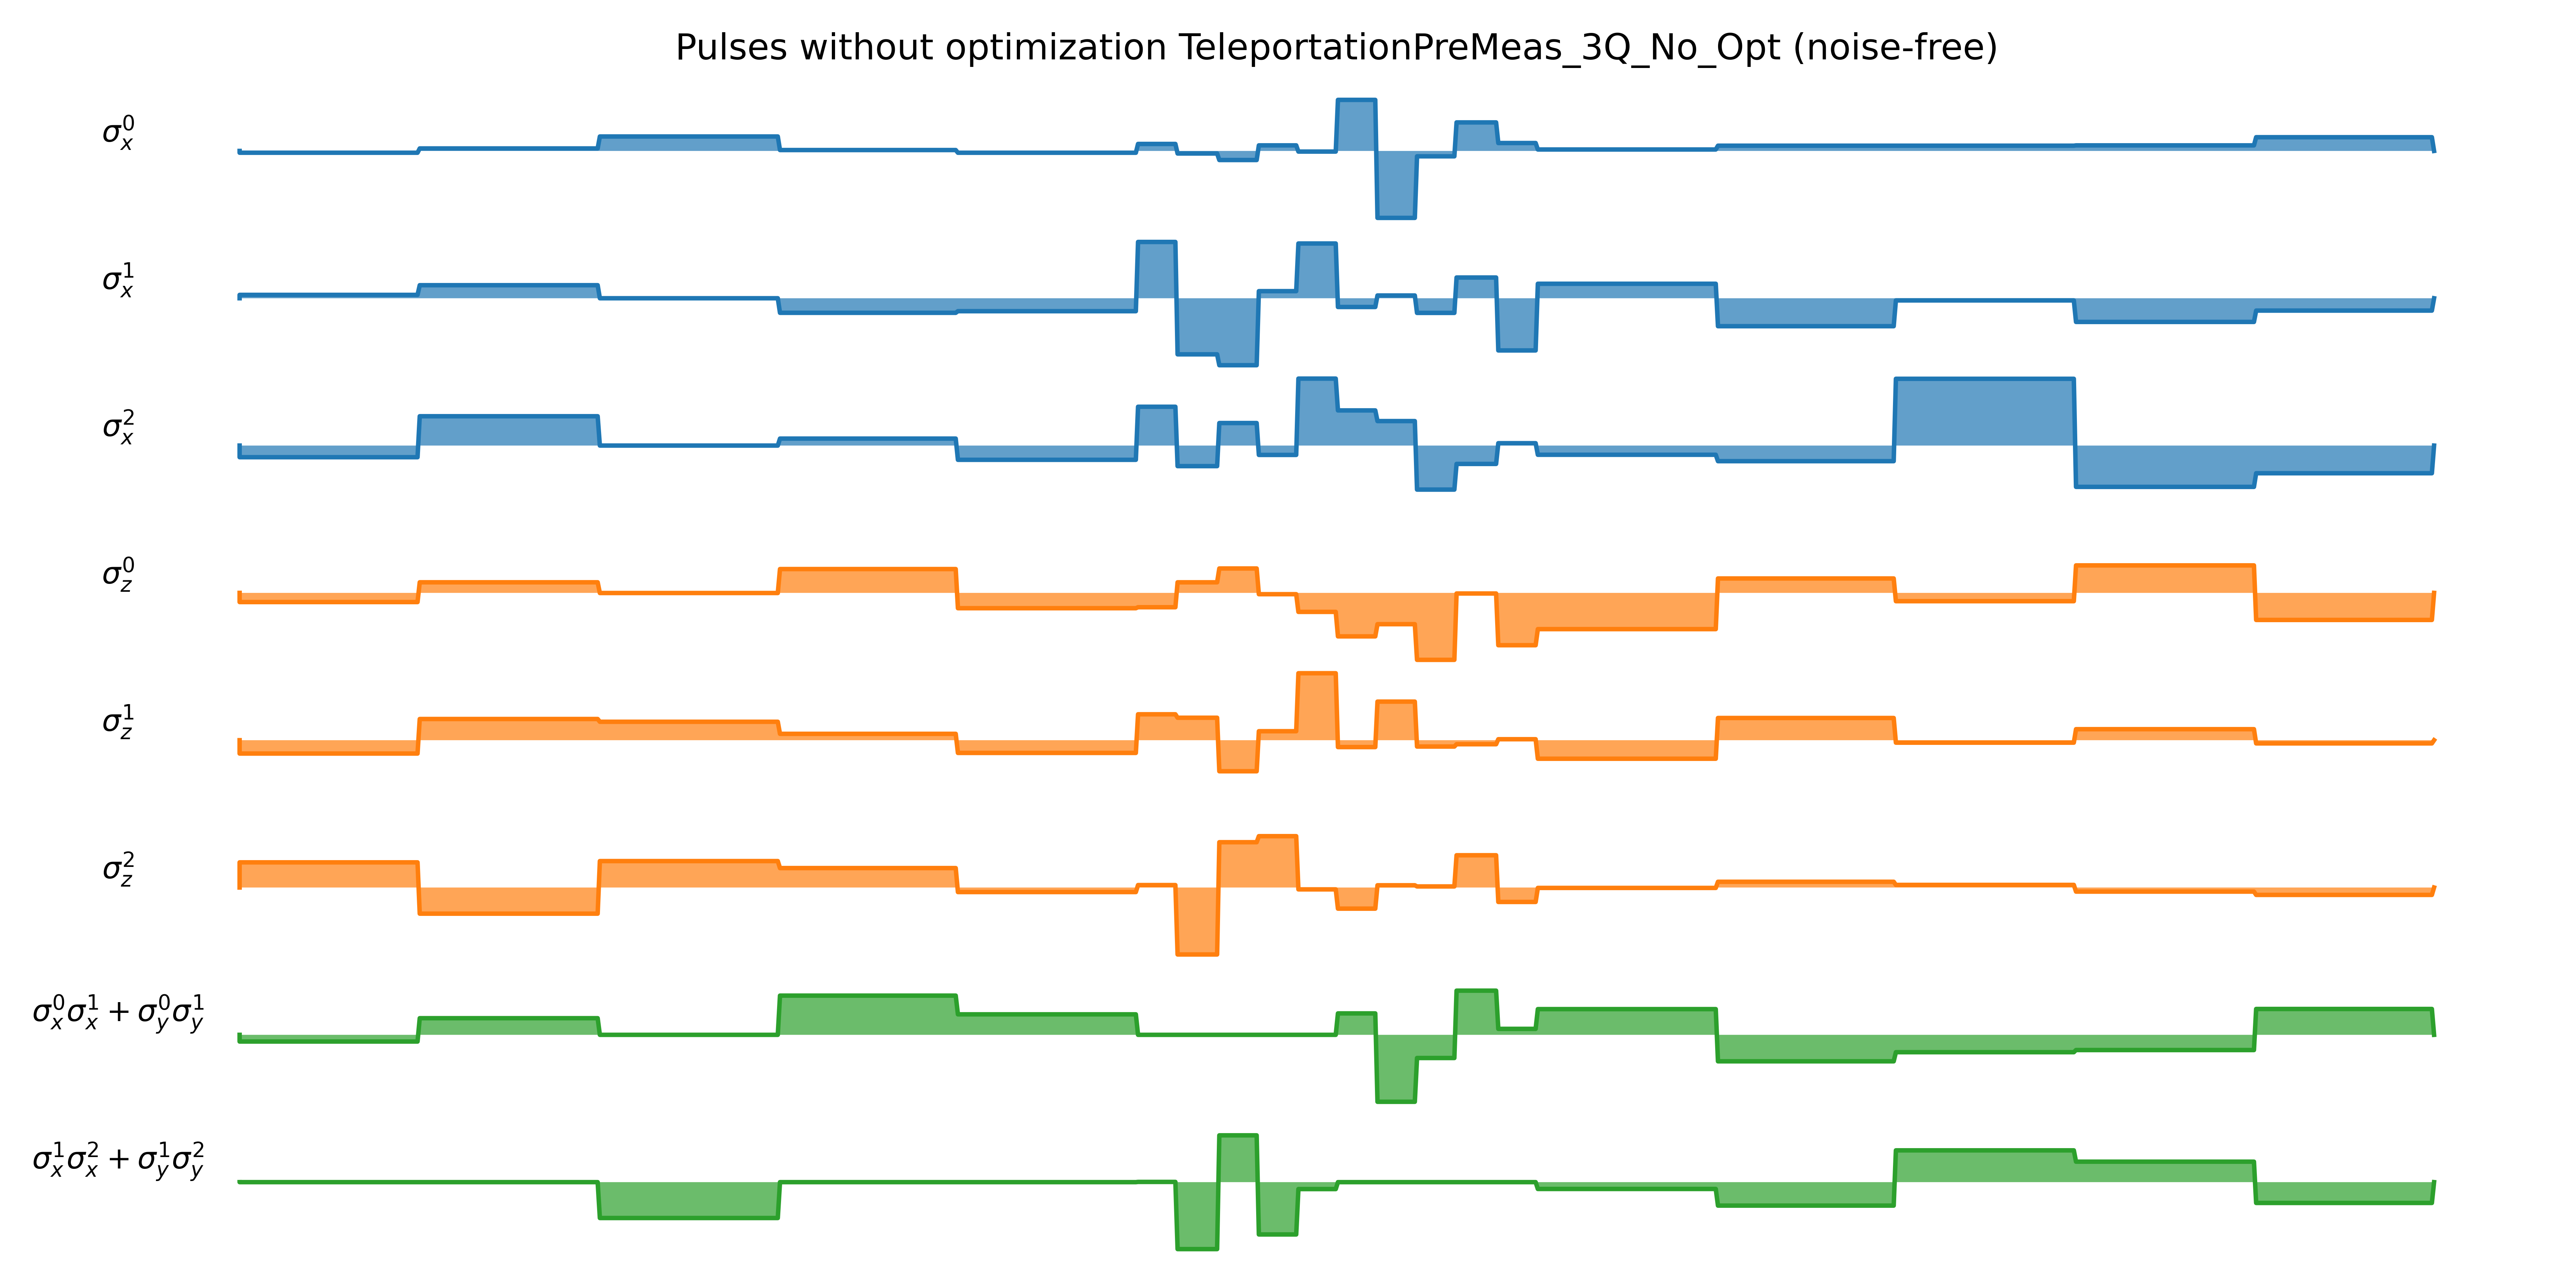 Pulses without optimization TeleportationPreMeas_3Q_No_Opt (noise-free)
σ_x^0
σ_x^1
σ_x^2
σ_z^0
σ_z^1
σ_z^2
σ_x^0σ_x^1 + σ_y^0σ_y^1
σ_x^1σ_x^2 + σ_y^1σ_y^2